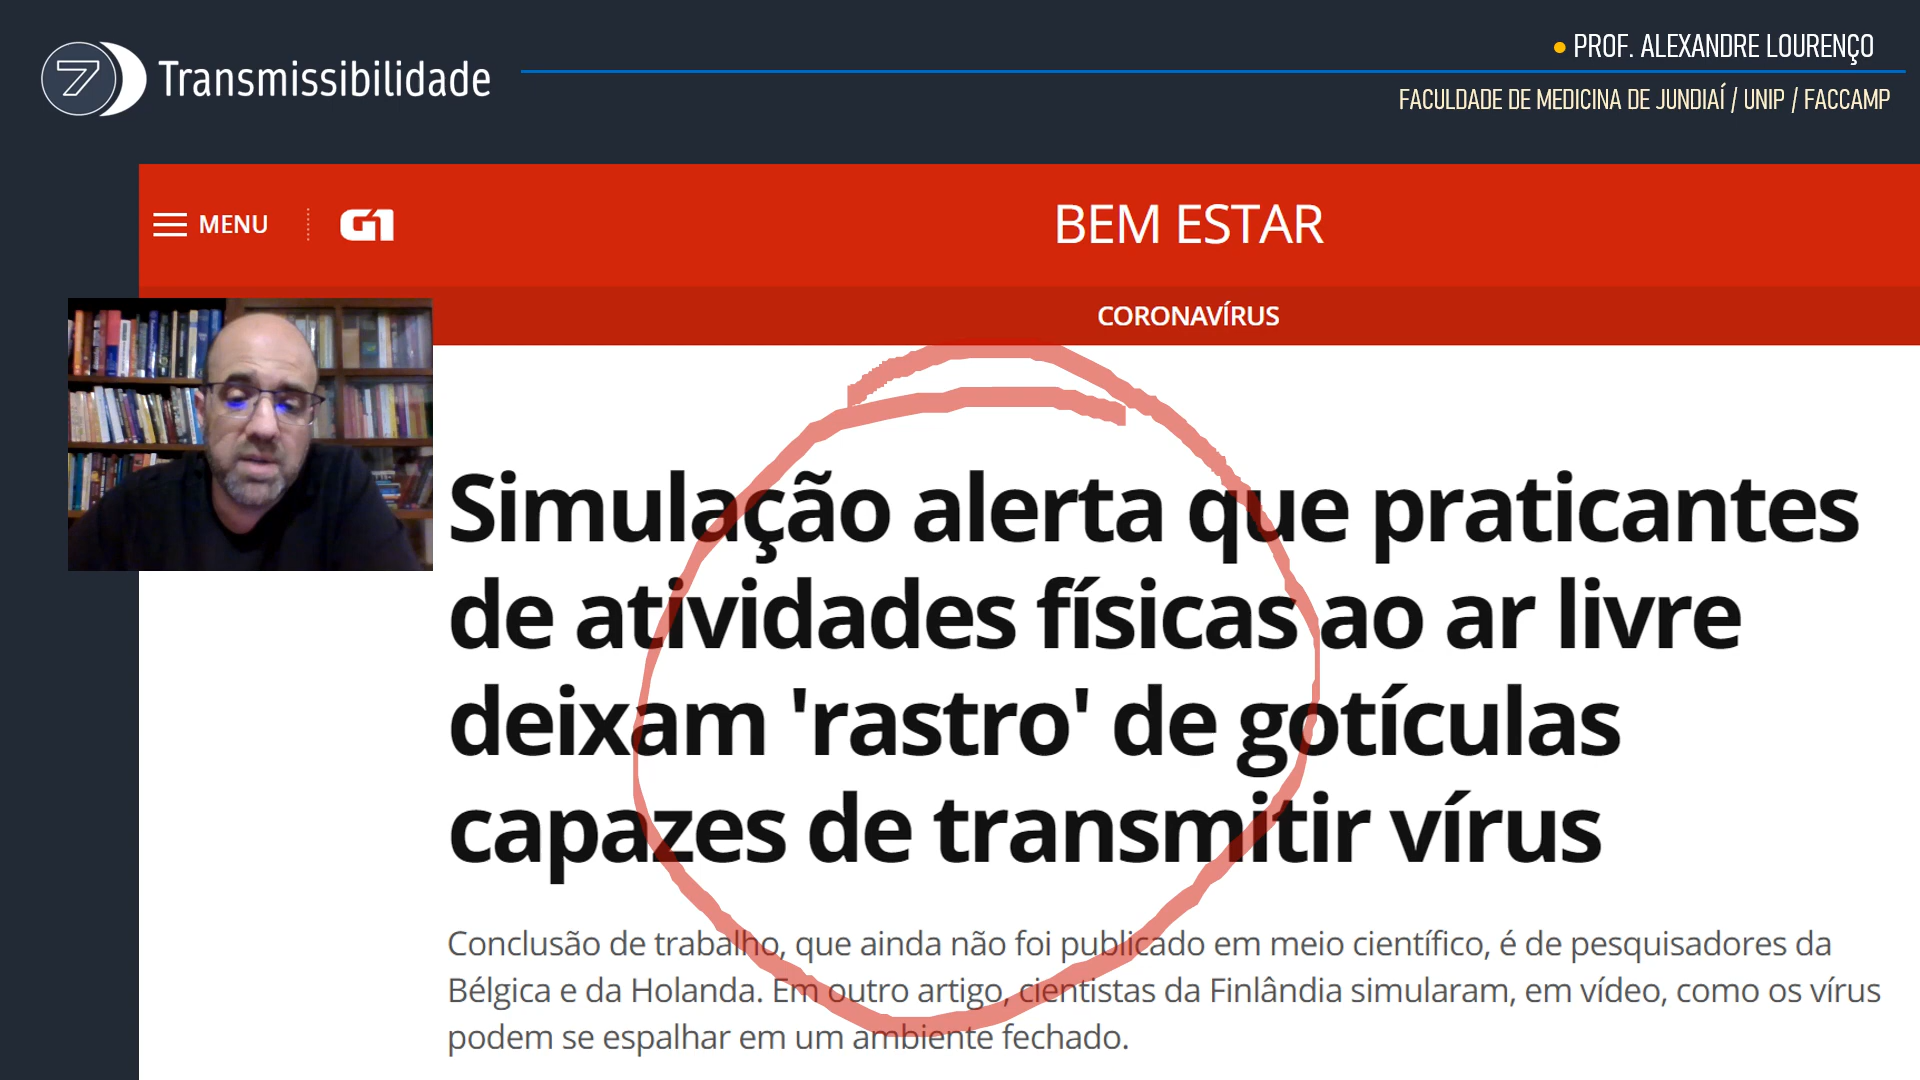 7 Transmissibilidade
PROF. ALEXANDRE LOURENÇO
FACULDADE DE MEDICINA DE JUNDIAÍ / UNIP / FACCAMP
MENU
G1
BEM ESTAR
CORONAVÍRUS
Simulação alerta que praticantes
de atividades físicas ao ar livre
deixam 'rastro' de gotículas
capazes de transmitir vírus
Conclusão de trabalho, que ainda não foi publicado em meio científico, é de pesquisadores da
Bélgica e da Holanda. Em outro artigo, cientistas da Finlândia simularam, em vídeo, como os vírus
podem se espalhar em um ambiente fechado.